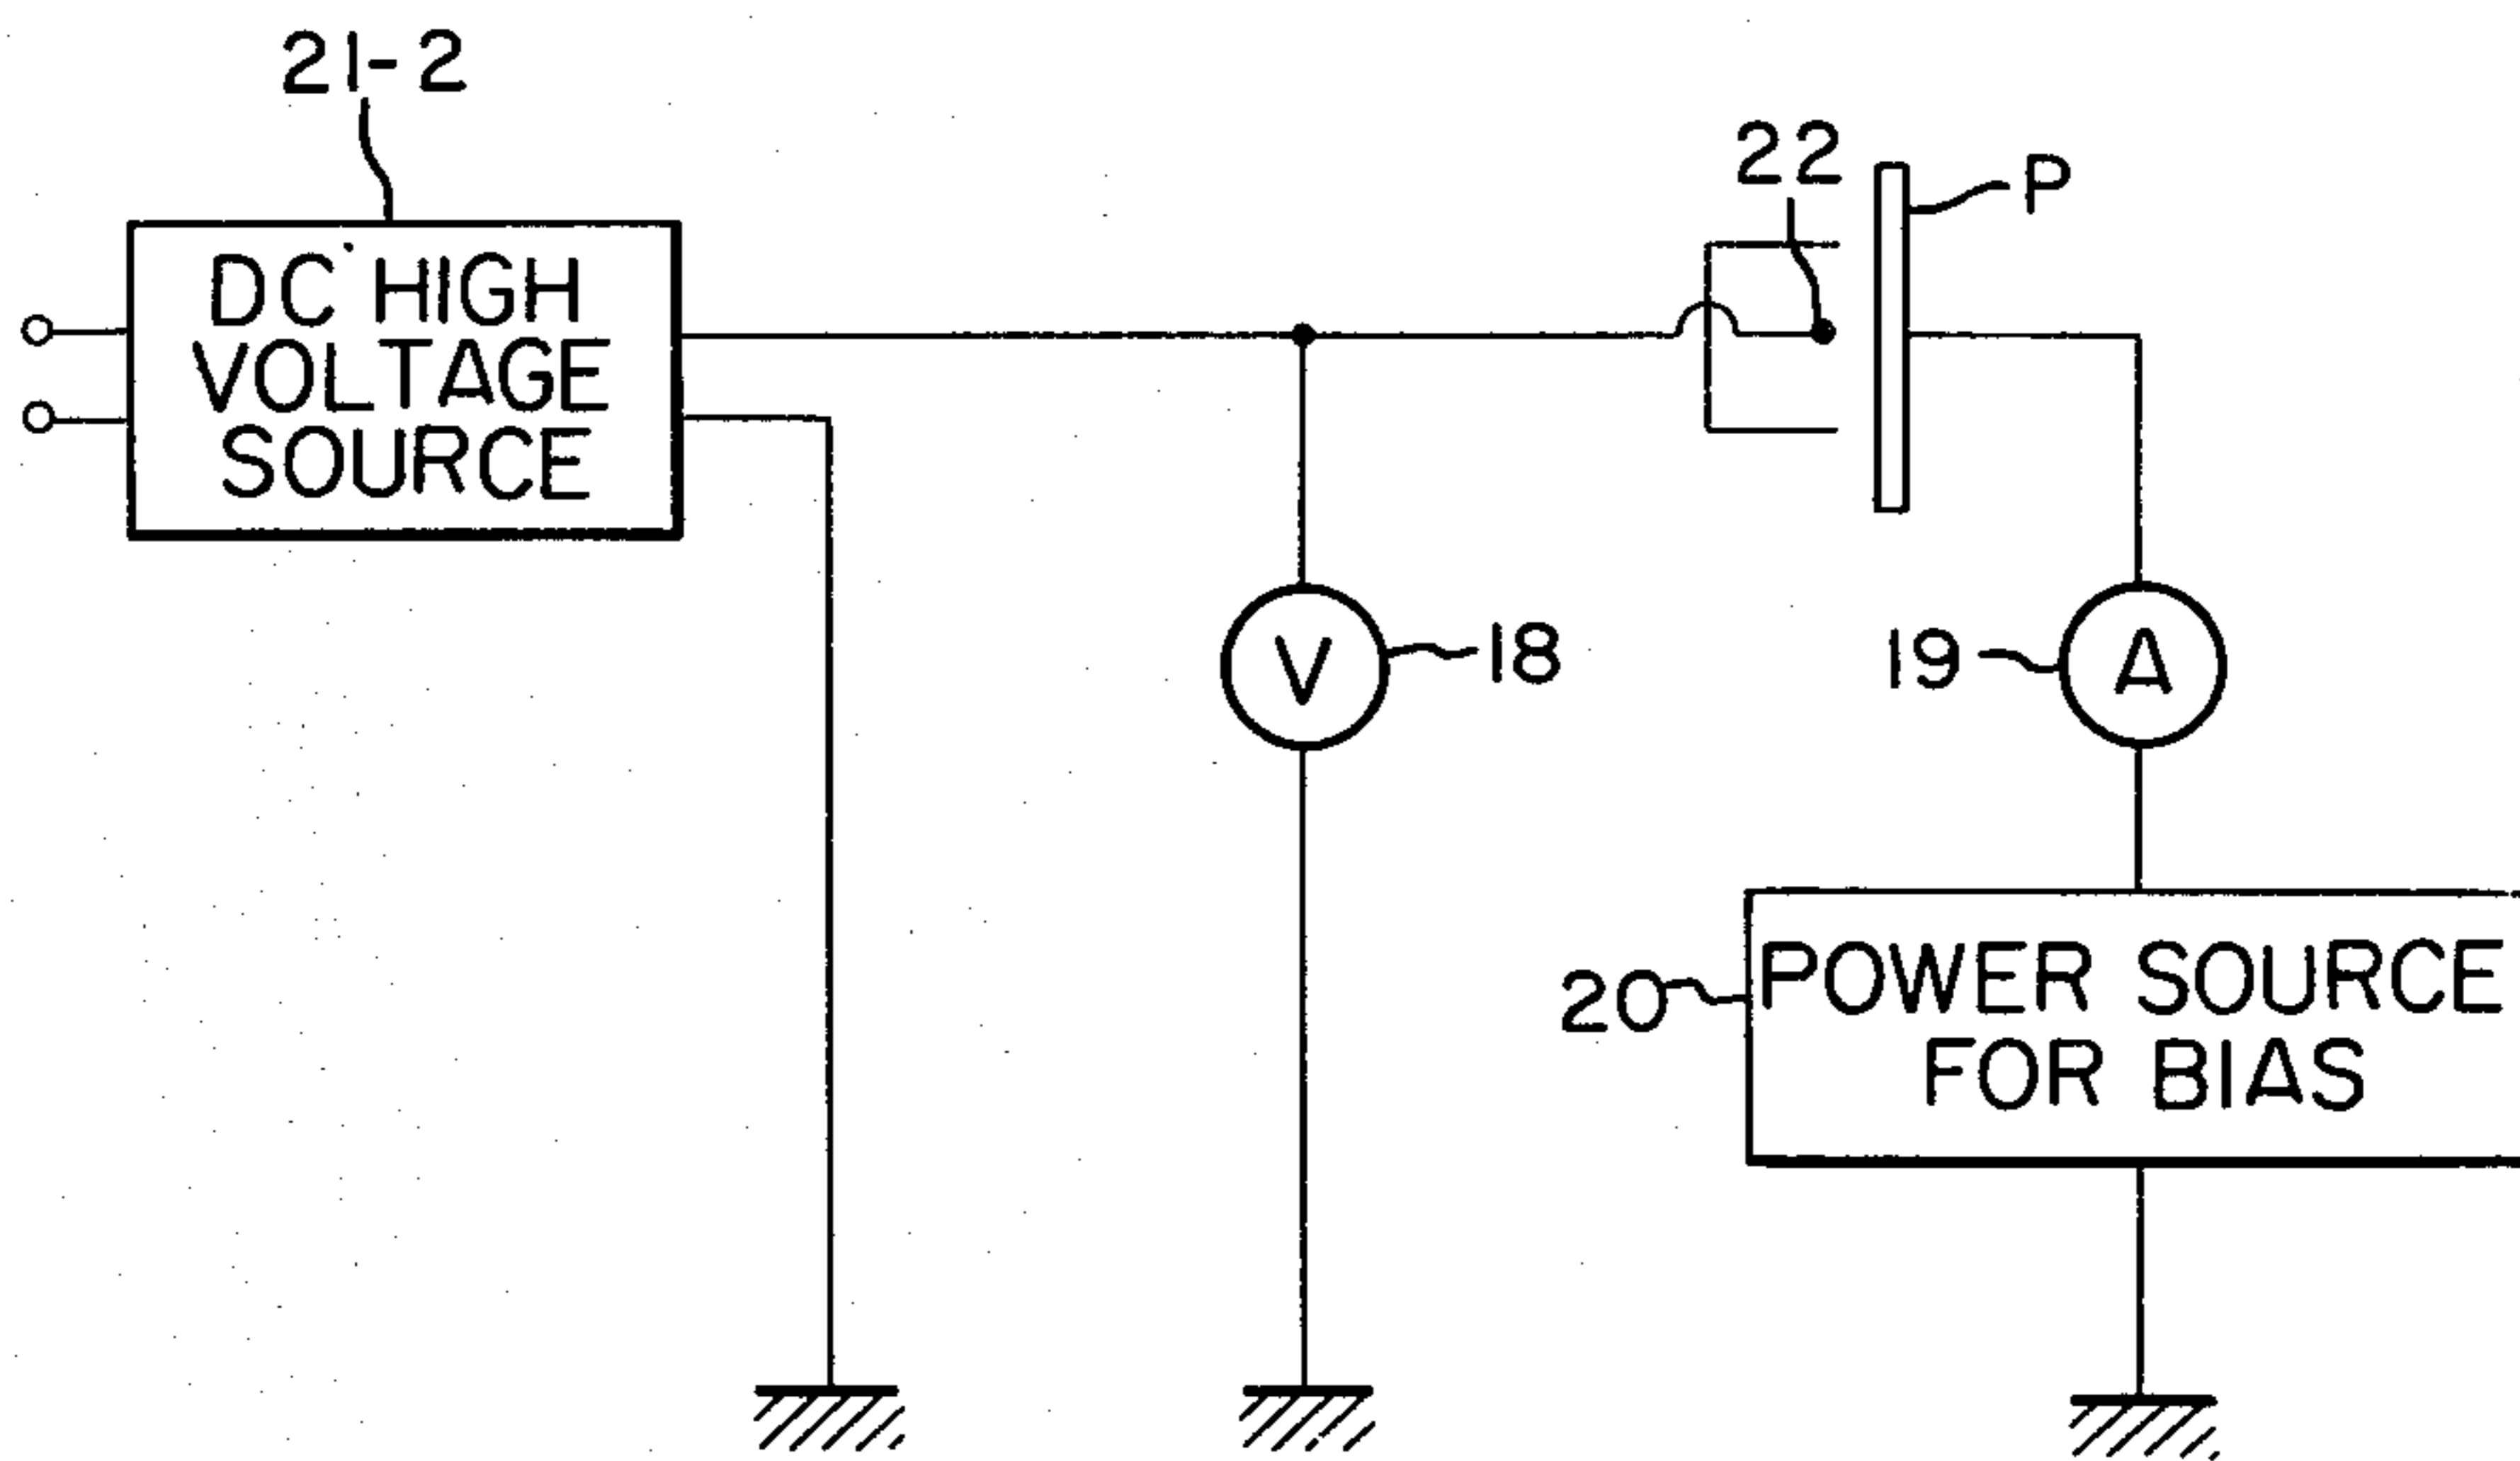 21-2
DC HIGH
VOLTAGE
SOURCE
22
P
V
18
19
A
20
POWER SOURCE
FOR BIAS